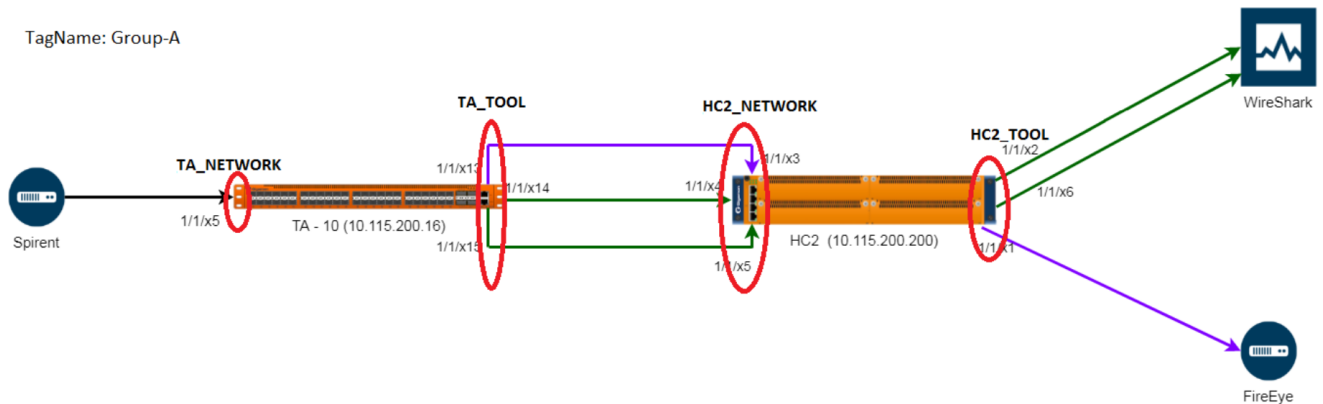 TagName: Group-A
WireShark
TA_TOOL
HC2_NETWORK
HC2_TOOL
1/1/x2
TA_NETWORK
1/1/x13
1/1/x3
1/1/x14
1/1/x4
1/1/x6
1/1/x5
TA - 10 (10.115.200.16)
Spirent
1/1/x15
HC2 (10.115.200.200)
1/1/x1
1/1/x5
FireEye